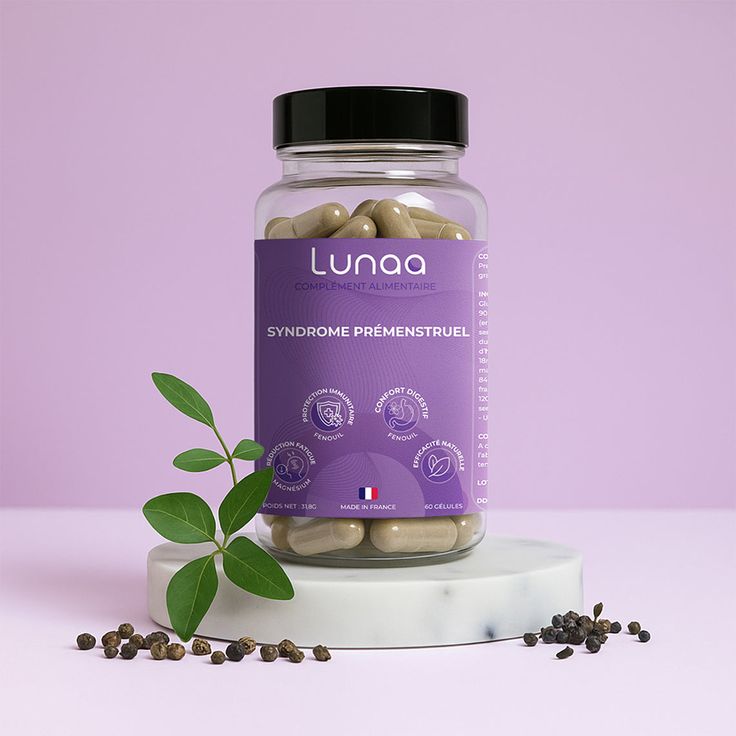 Lunaa
COMPLÉMENT ALIMENTAIRE
SYNDROME PRÉMENSTRUEL
PROTECTION IMMUNITAIRE
FENOUIL
CONFORT DIGESTIF
FENOUIL
RÉDUCTION FATIGUE
MAGNÉSIUM
EFFICACITÉ NATURELLE
POIDS NET : 31,8G
MADE IN FRANCE
60 GÉLULES